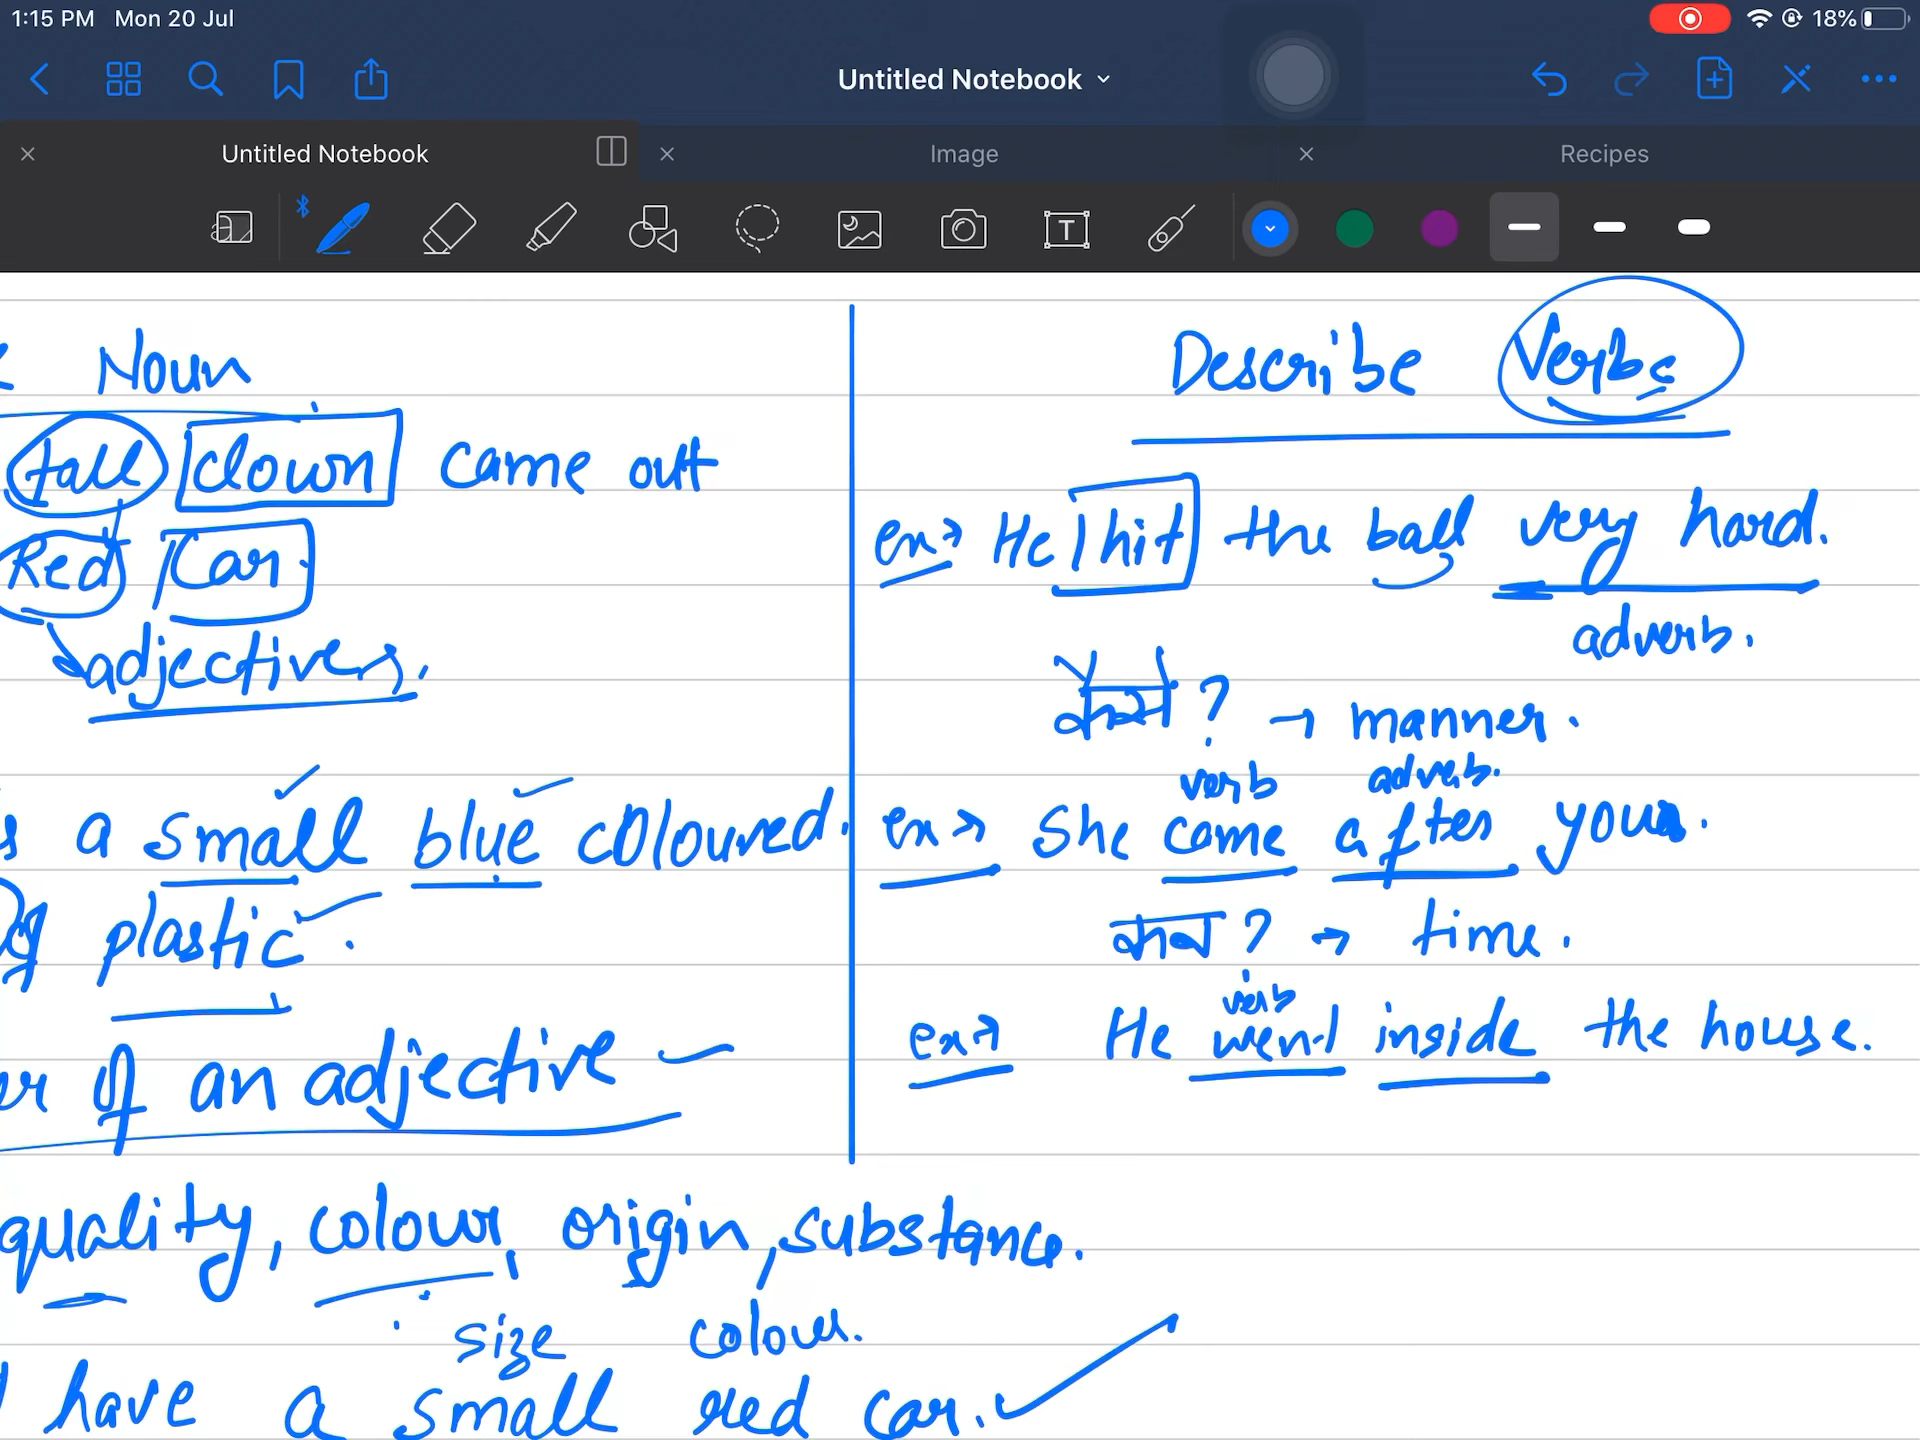 1:15 PM Mon 20 Jul 18%
Untitled Notebook
Untitled Notebook Image Recipes
T
Noun
tall clown came out
Red Car.
adjectives.
s a small blue coloured.
plastic.
er of an adjective
Describe Verbs
ex→ He hit the ball very hard.
adverb.
कैसे ? → manner.
verb adverb.
ex→ She came after you.
कब ? → time.
verb
ex→ He went inside the house.
quality, colour, origin, substance.
size colour.
I have a small red car.